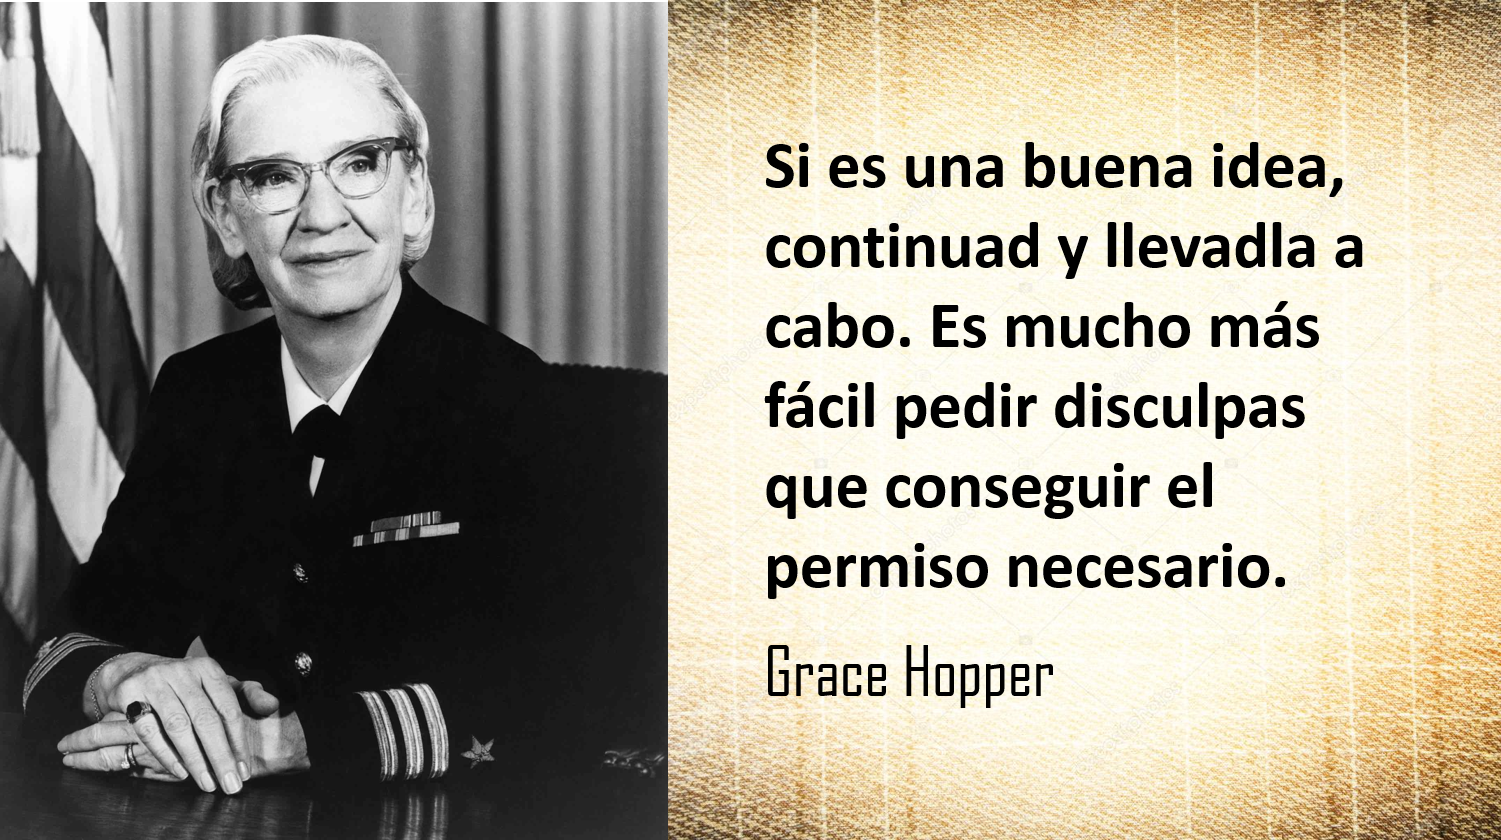 Si es una buena idea,
continuad y llevadla a
cabo. Es mucho más
fácil pedir disculpas
que conseguir el
permiso necesario.
Grace Hopper